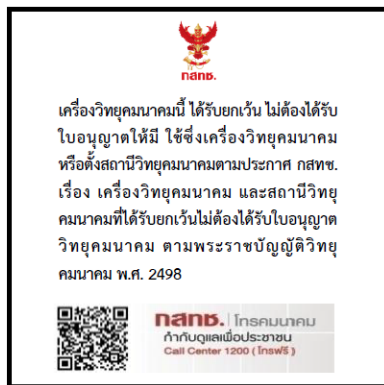 กสทช.
เครื่องวิทยุคมนาคมนี้ ได้รับยกเว้น ไม่ต้องได้รับ
ใบอนุญาตให้มี ใช้ซึ่งเครื่องวิทยุคมนาคม
หรือตั้งสถานีวิทยุคมนาคมตามประกาศ กสทช.
เรื่อง เครื่องวิทยุคมนาคม และสถานีวิทยุ
คมนาคมที่ได้รับยกเว้นไม่ต้องได้รับใบอนุญาต
วิทยุคมนาคม ตามพระราชบัญญัติวิทยุ
คมนาคม พ.ศ. 2498
กสทช. | โทรคมนาคม
กำกับดูแลเพื่อประชาชน
Call Center 1200 ( โทรฟรี )